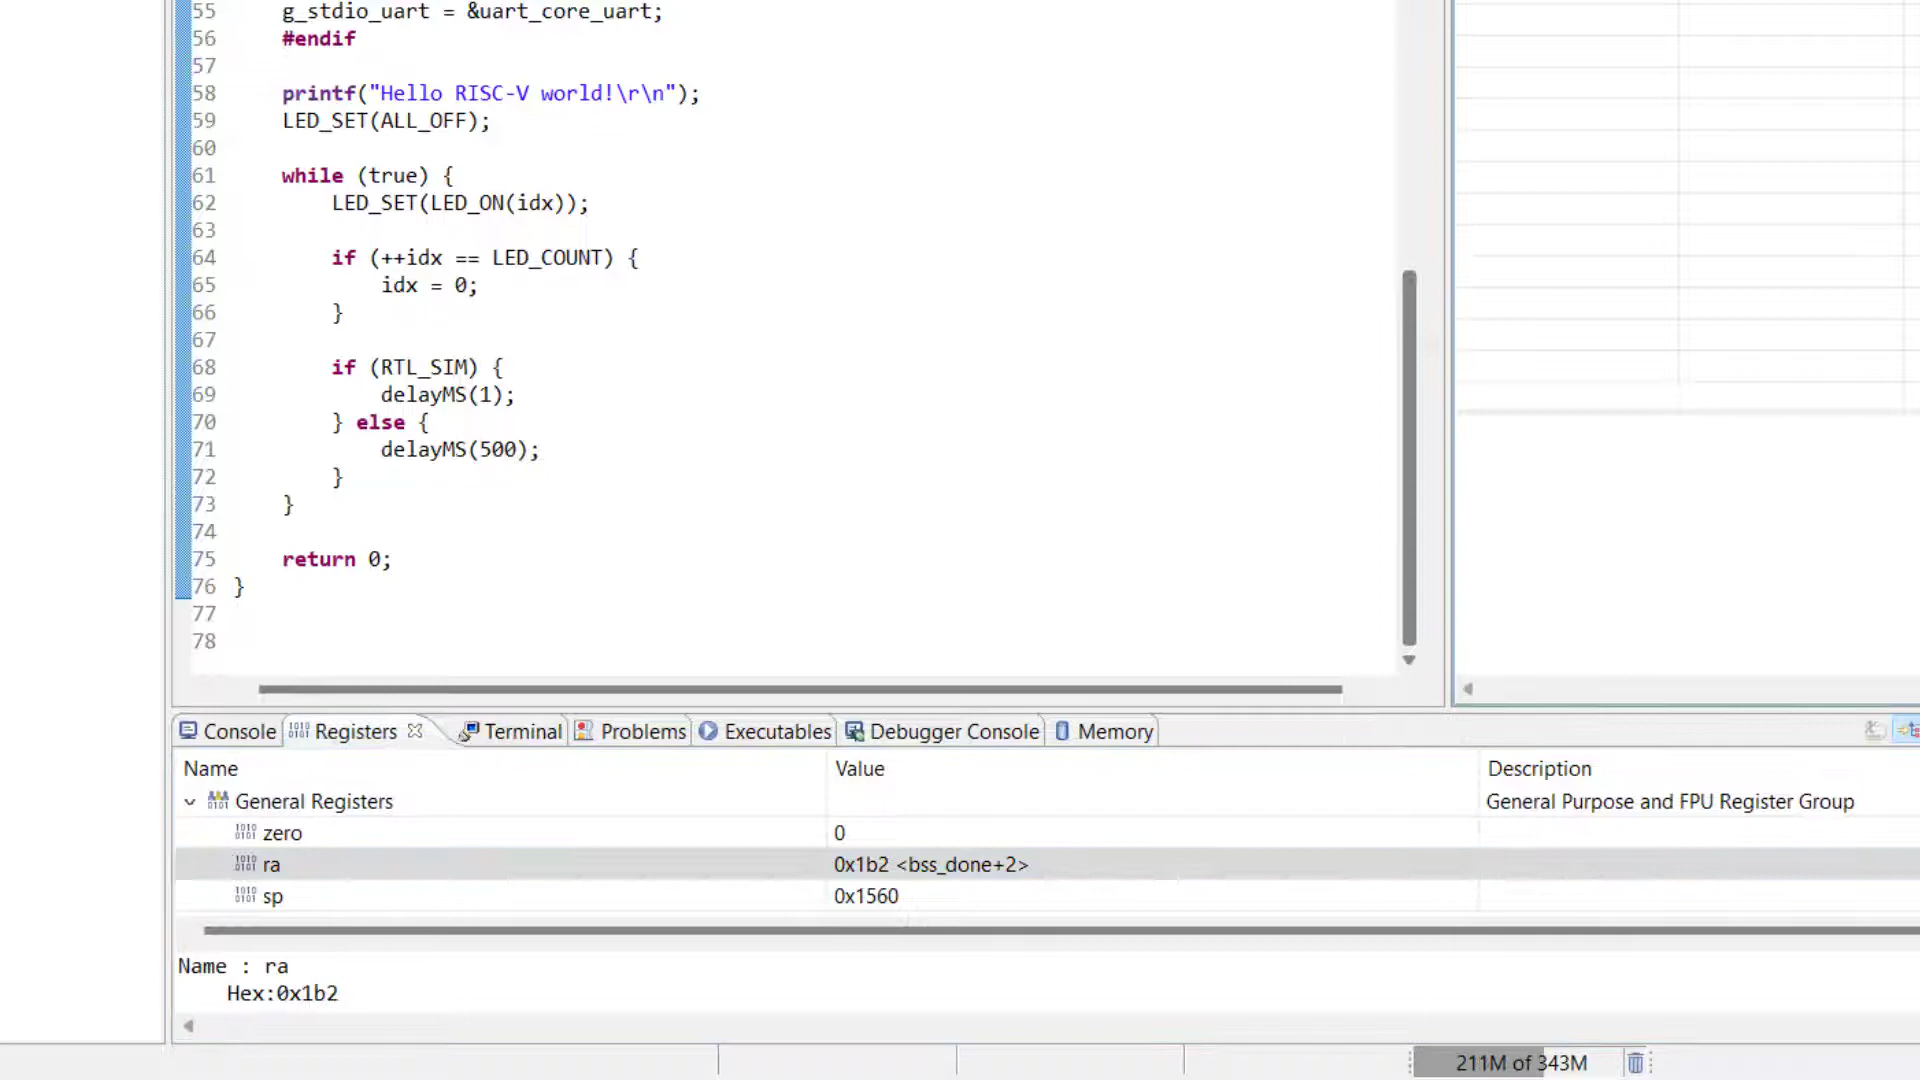 55 g_stdio_uart = &uart_core_uart;
56 #endif
57
58 printf("Hello RISC-V world!\r\n");
59 LED_SET(ALL_OFF);
60
61 while (true) {
62 LED_SET(LED_ON(idx));
63
64 if (++idx == LED_COUNT) {
65 idx = 0;
66 }
67
68 if (RTL_SIM) {
69 delayMS(1);
70 } else {
71 delayMS(500);
72 }
73 }
74
75 return 0;
76 }
77
78
Console Registers Terminal Problems Executables Debugger Console Memory
Name Value Description
General Registers General Purpose and FPU Register Group
zero 0
ra 0x1b2 <bss_done+2>
sp 0x1560
Name : ra
Hex:0x1b2
211M of 343M